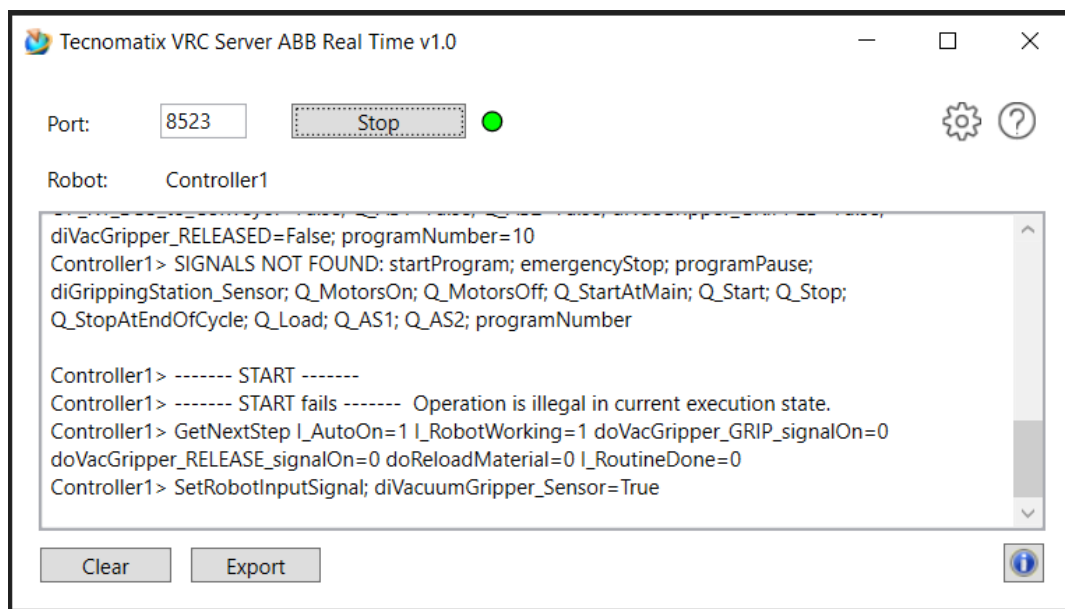 Tecnomatix VRC Server ABB Real Time v1.0
Port: 8523 Stop
Robot: Controller1
diVacGripper_RELEASED=False; programNumber=10
Controller1> SIGNALS NOT FOUND: startProgram; emergencyStop; programPause;
diGrippingStation_Sensor; Q_MotorsOn; Q_MotorsOff; Q_StartAtMain; Q_Start; Q_Stop;
Q_StopAtEndOfCycle; Q_Load; Q_AS1; Q_AS2; programNumber
Controller1> ------- START -------
Controller1> ------- START fails ------- Operation is illegal in current execution state.
Controller1> GetNextStep I_AutoOn=1 I_RobotWorking=1 doVacGripper_GRIP_signalOn=0
doVacGripper_RELEASE_signalOn=0 doReloadMaterial=0 I_RoutineDone=0
Controller1> SetRobotInputSignal; diVacuumGripper_Sensor=True
Clear Export